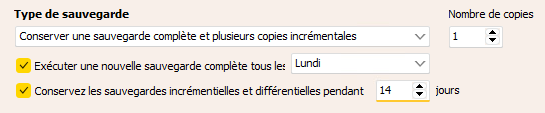 Type de sauvegarde
Nombre de copies
Conserver une sauvegarde complète et plusieurs copies incrémentales
1
Exécuter une nouvelle sauvegarde complète tous les Lundi
Conservez les sauvegardes incrémentielles et différentielles pendant 14 jours